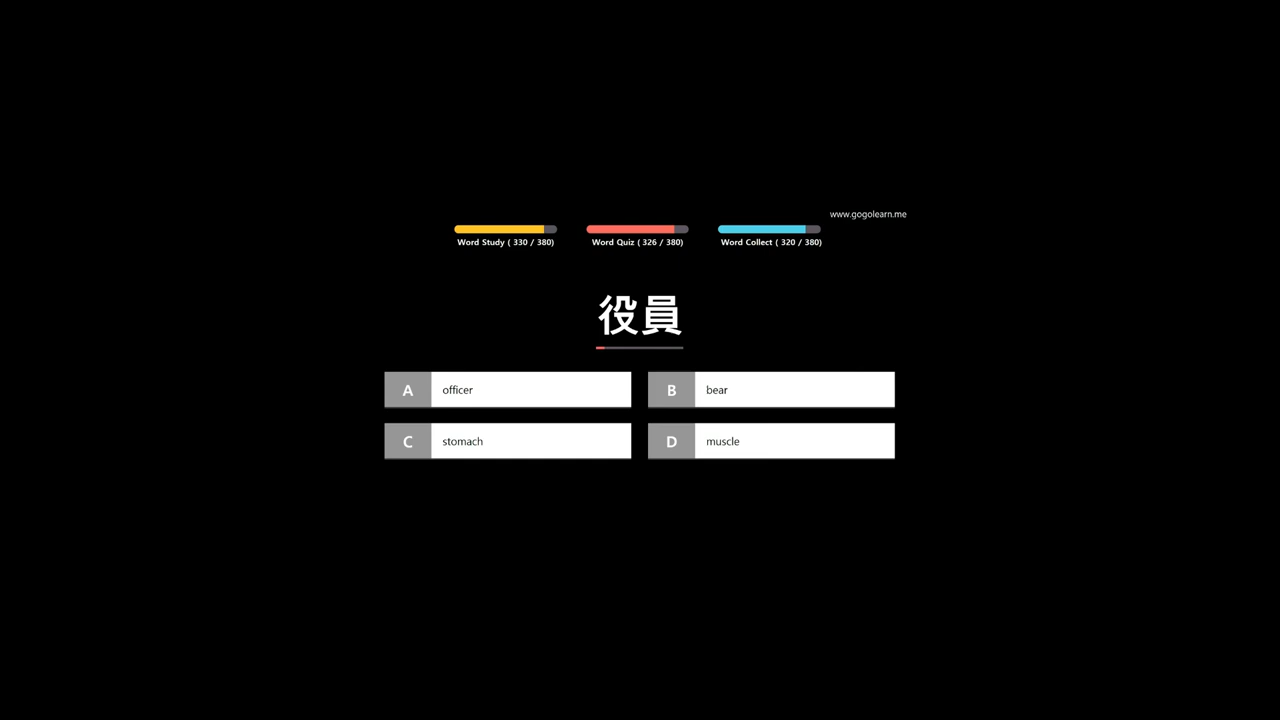 www.gogolearn.me
Word Study ( 330 / 380) Word Quiz ( 326 / 380) Word Collect ( 320 / 380)
役員
A officer
B bear
C stomach
D muscle